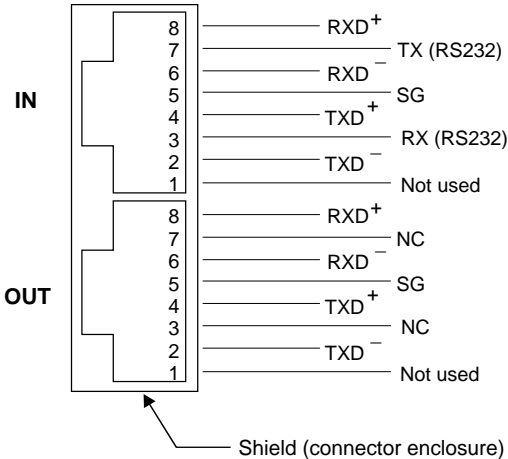 IN
8 RXD+
7 TX (RS232)
6 RXD−
5 SG
4 TXD+
3 RX (RS232)
2 TXD−
1 Not used
OUT
8 RXD+
7 NC
6 RXD−
5 SG
4 TXD+
3 NC
2 TXD−
1 Not used
Shield (connector enclosure)